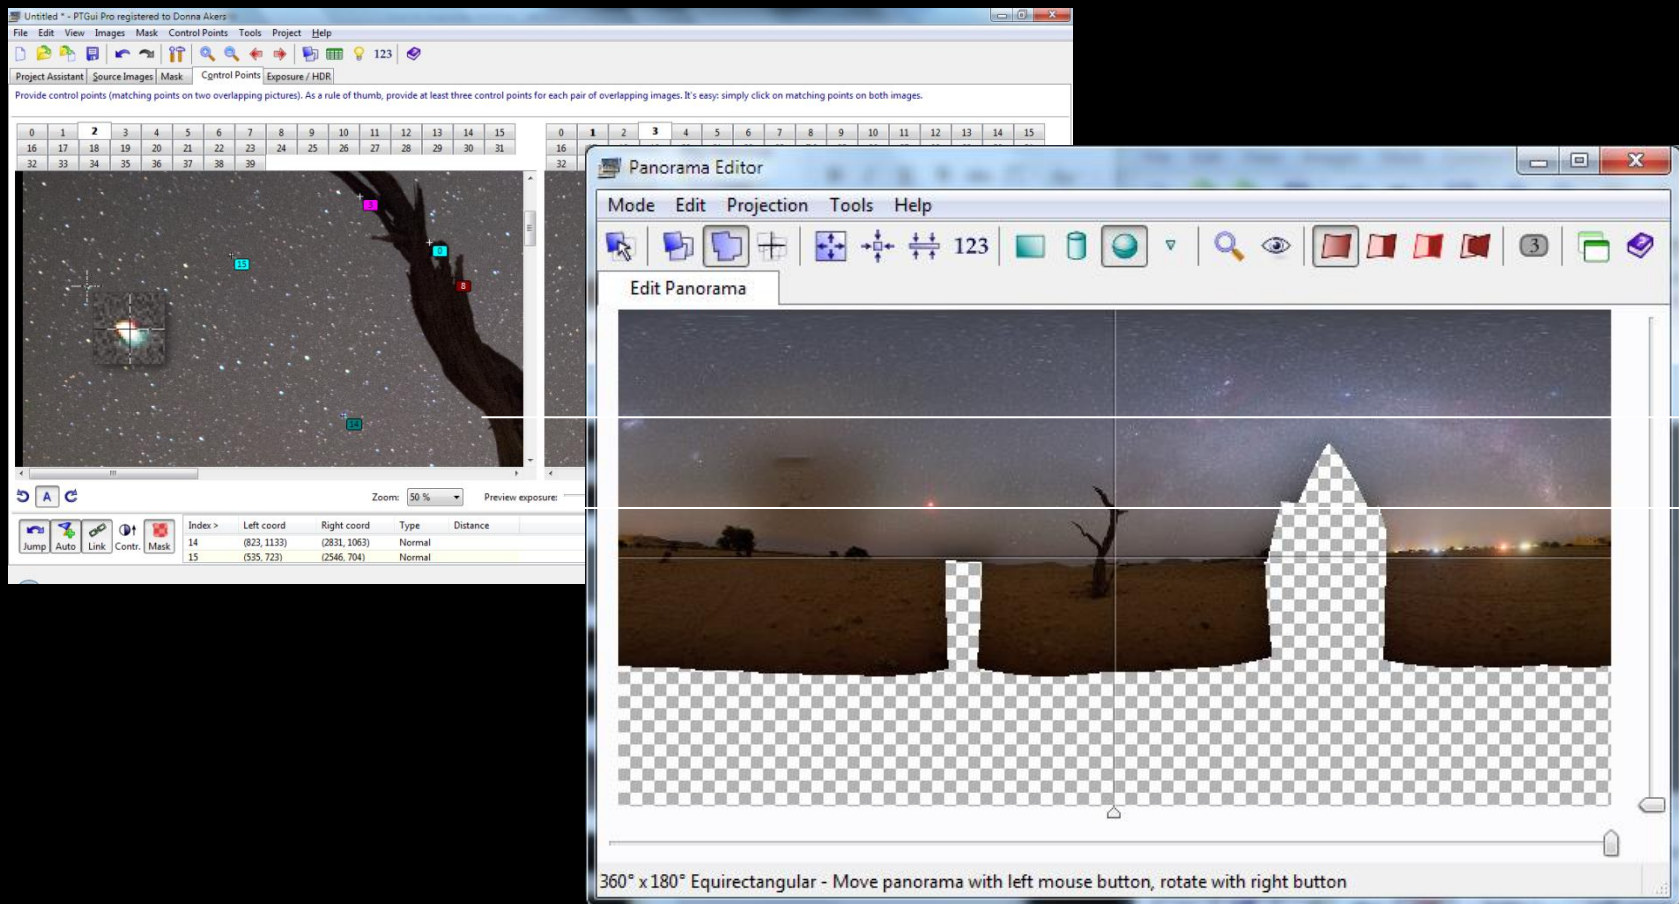 Untitled * - PTGui Pro registered to Donna Akers
File Edit View Images Mask Control Points Tools Project Help
123
Project Assistant Source Images Mask Control Points Exposure / HDR
Provide control points (matching points on two overlapping pictures). As a rule of thumb, provide at least three control points for each pair of overlapping images. It's easy: simply click on matching points on both images.
0 1 2 3 4 5 6 7 8 9 10 11 12 13 14 15
16 17 18 19 20 21 22 23 24 25 26 27 28 29 30 31
32 33 34 35 36 37 38 39
0 1 2 3 4 5 6 7 8 9 10 11 12 13 14 15
16
32
3
0
15
8
14
A
Zoom: 50 % Preview exposure:
Jump Auto Link Contr. Mask
Index > Left coord Right coord Type Distance
14 (823, 1133) (2831, 1063) Normal
15 (535, 723) (2546, 704) Normal
Panorama Editor
Mode Edit Projection Tools Help
123 3
Edit Panorama
360° x 180° Equirectangular - Move panorama with left mouse button, rotate with right button